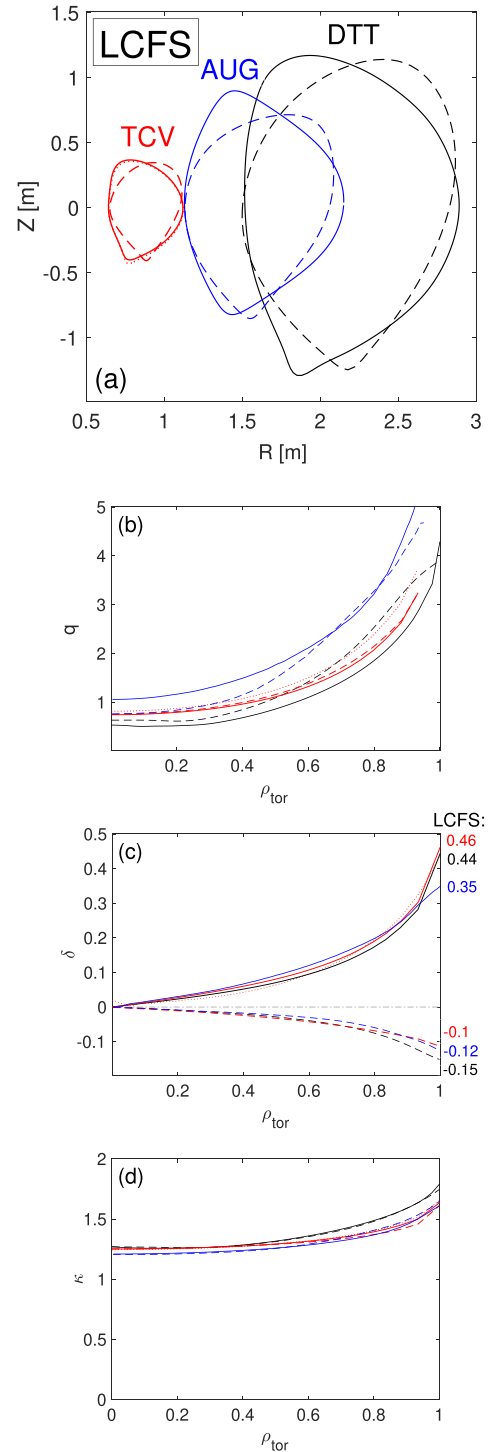 LCFS
DTT
AUG
TCV
1.5
1
0.5
0
-0.5
-1
Z [m]
(a)
0.5 1 1.5 2 2.5 3
R [m]
(b)
5
4
3
2
1
q
0.2 0.4 0.6 0.8 1
ρtor
LCFS:
(c)
0.5
0.4
0.3
0.2
0.1
0
-0.1
δ
0.46
0.44
0.35
-0.1
-0.12
-0.15
0 0.2 0.4 0.6 0.8 1
ρtor
(d)
2
1.5
1
0.5
0
κ
0 0.2 0.4 0.6 0.8 1
ρtor